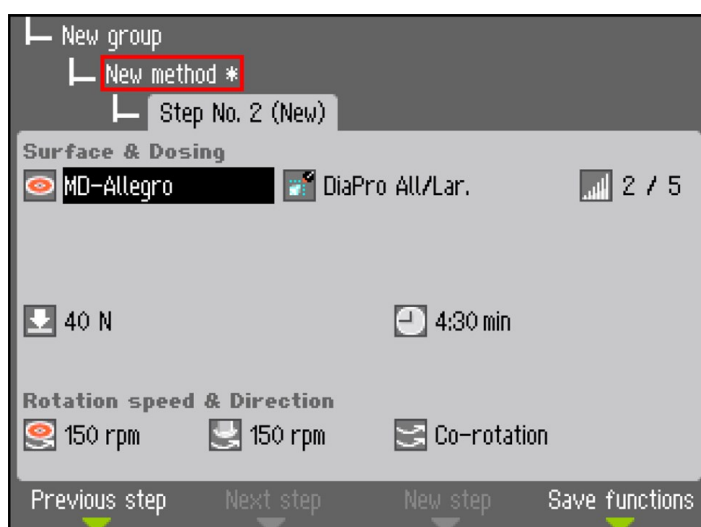 New group
New method *
Step No. 2 (New)
Surface & Dosing
MD-Allegro DiaPro All/Lar. 2 / 5
40 N 4:30 min
Rotation speed & Direction
150 rpm 150 rpm Co-rotation
Previous step Next step New step Save functions